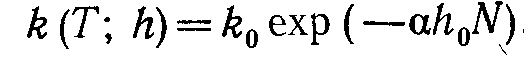 k (T; h) = k₀ exp (—αh₀N).